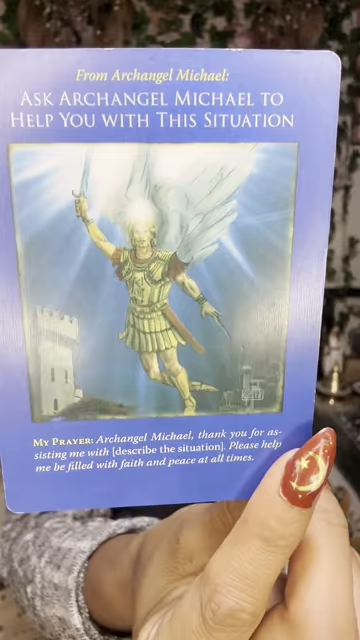 From Archangel Michael:
ASK ARCHANGEL MICHAEL TO
HELP YOU WITH THIS SITUATION
MY PRAYER: Archangel Michael, thank you for as-
sisting me with [describe the situation]. Please help
me be filled with faith and peace at all times.